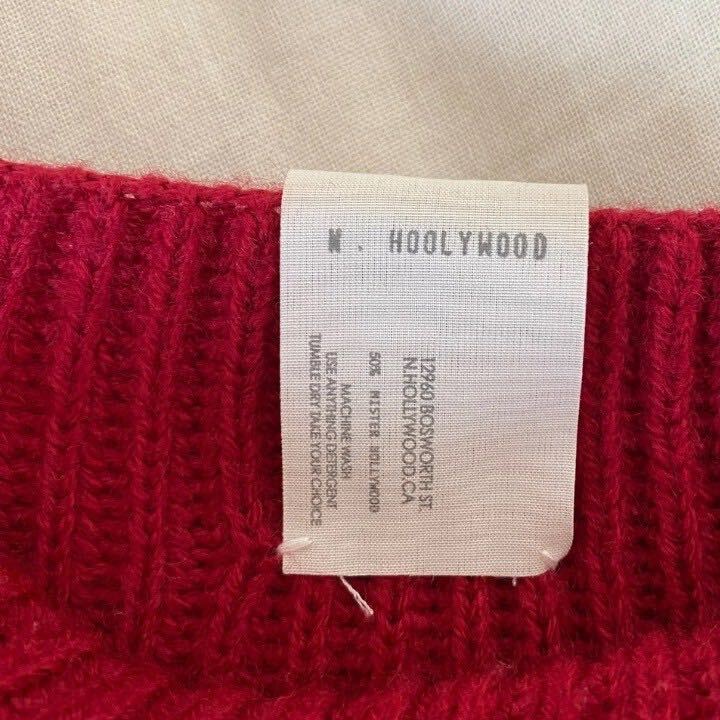 N. HOOLYWOOD
12960 BOSWORTH ST.
N.HOLLYWOOD.CA
50% MISTER HOLLYWOOD
MACHINE WASH
USE ANYTHING DETERGENT
TUMBLE DRY TAKE YOUR CHOICE